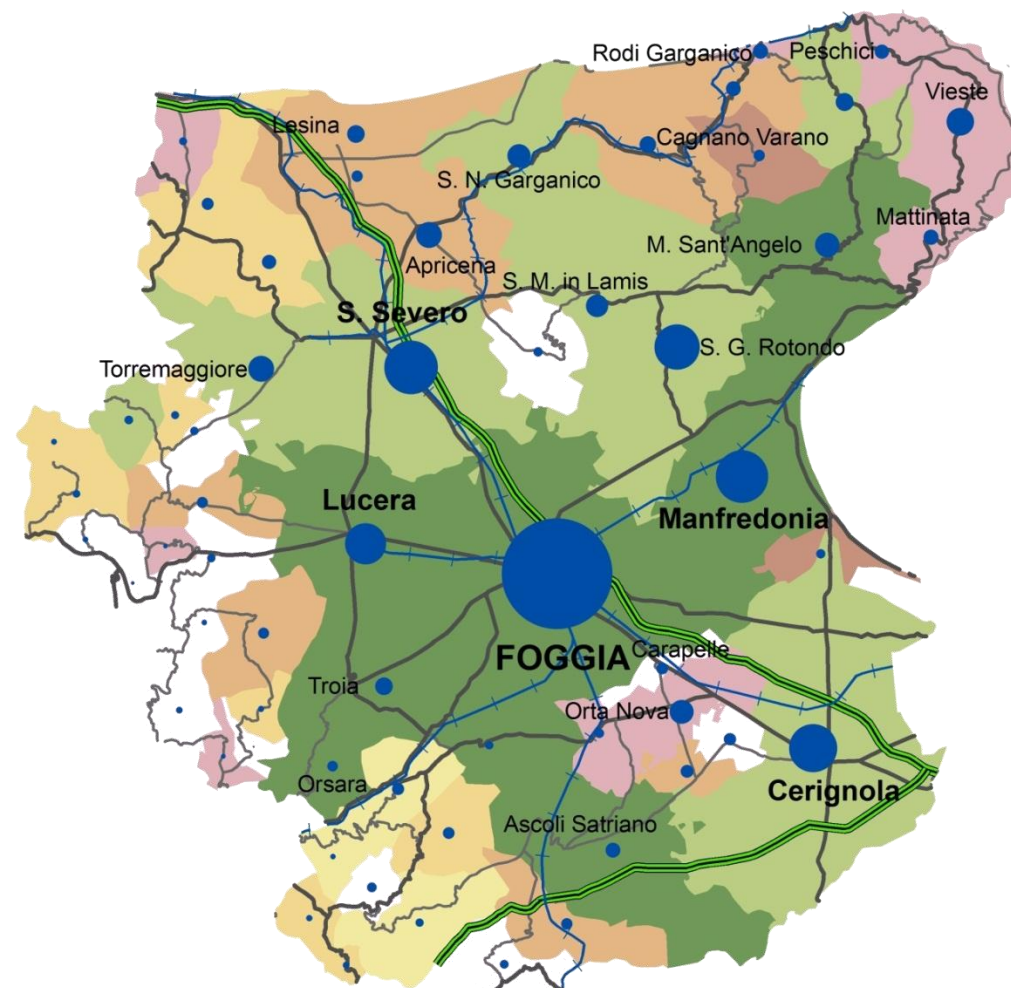 Rodi Garganico
Peschici
Vieste
Lesina
Cagnano Varano
S. N. Garganico
Mattinata
M. Sant'Angelo
Apricena
S. M. in Lamis
S. Severo
S. G. Rotondo
Torremaggiore
Lucera
Manfredonia
FOGGIA
Carapelle
Troia
Orta Nova
Orsara
Cerignola
Ascoli Satriano